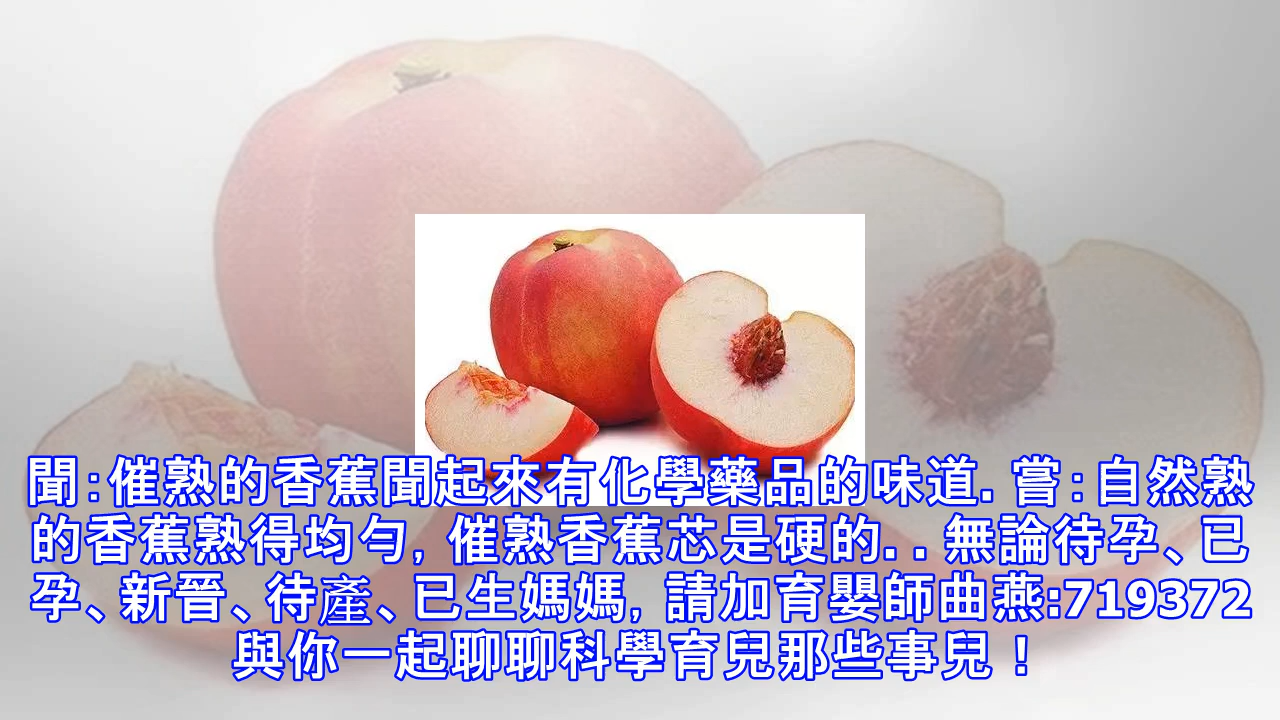 聞:催熟的香蕉聞起來有化學藥品的味道.嘗:自然熟
的香蕉熟得均勻,催熟香蕉芯是硬的..無論待孕、已
孕、新晉、待產、已生媽媽,請加育嬰師曲燕:719372
與你一起聊聊科學育兒那些事兒!